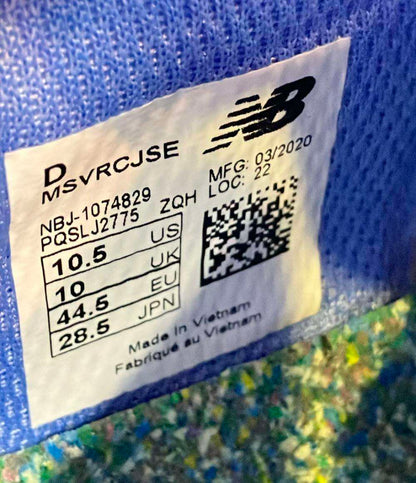 D
MSVRCJSE
NB
MFG: 03/2020
LOC: 22
NBJ-1074829
PQSLJ2775 ZQH
10.5 US
10 UK
44.5 EU
28.5 JPN
Made In Vietnam
Fabriqué au Vietnam